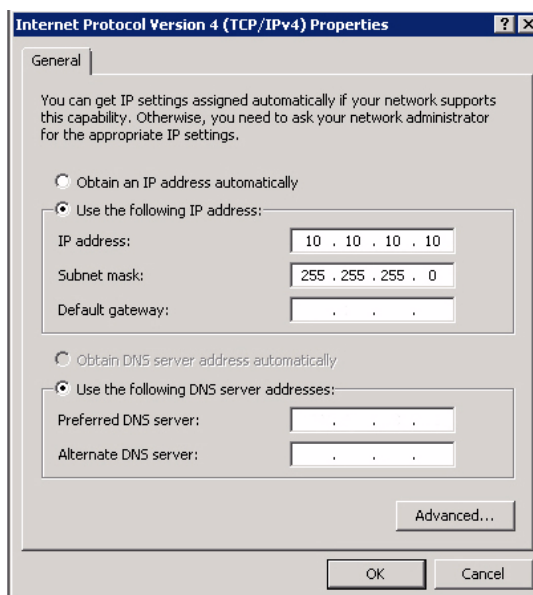 Internet Protocol Version 4 (TCP/IPv4) Properties ? X
General
You can get IP settings assigned automatically if your network supports
this capability. Otherwise, you need to ask your network administrator
for the appropriate IP settings.
Obtain an IP address automatically
Use the following IP address:
IP address: 10 . 10 . 10 . 10
Subnet mask: 255 . 255 . 255 . 0
Default gateway: . . .
Obtain DNS server address automatically
Use the following DNS server addresses:
Preferred DNS server: . . .
Alternate DNS server: . . .
Advanced...
OK Cancel